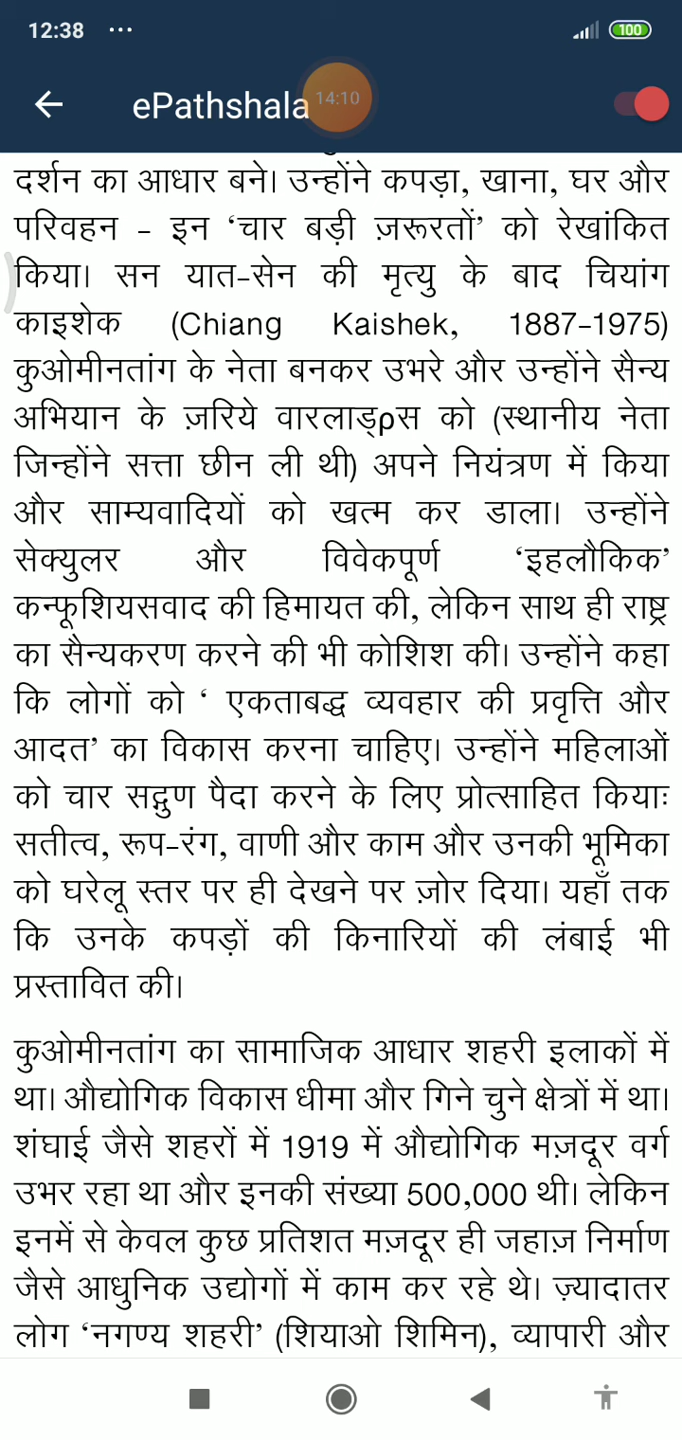 12:38 ...
100
ePathshala
14:10
दर्शन का आधार बने। उन्होंने कपड़ा, खाना, घर और
परिवहन - इन ‘चार बड़ी ज़रूरतों’ को रेखांकित
किया। सन यात-सेन की मृत्यु के बाद चियांग
काइशेक (Chiang Kaishek, 1887-1975)
कुओमीनतांग के नेता बनकर उभरे और उन्होंने सैन्य
अभियान के ज़रिये वारलाड्ρस को (स्थानीय नेता
जिन्होंने सत्ता छीन ली थी) अपने नियंत्रण में किया
और साम्यवादियों को खत्म कर डाला। उन्होंने
सेक्युलर और विवेकपूर्ण ‘इहलौकिक’
कन्फूशियसवाद की हिमायत की, लेकिन साथ ही राष्ट्र
का सैन्यकरण करने की भी कोशिश की। उन्होंने कहा
कि लोगों को ‘ एकताबद्ध व्यवहार की प्रवृत्ति और
आदत’ का विकास करना चाहिए। उन्होंने महिलाओं
को चार सद्गुण पैदा करने के लिए प्रोत्साहित कियाः
सतीत्व, रूप-रंग, वाणी और काम और उनकी भूमिका
को घरेलू स्तर पर ही देखने पर ज़ोर दिया। यहाँ तक
कि उनके कपड़ों की किनारियों की लंबाई भी
प्रस्तावित की।
कुओमीनतांग का सामाजिक आधार शहरी इलाकों में
था। औद्योगिक विकास धीमा और गिने चुने क्षेत्रों में था।
शंघाई जैसे शहरों में 1919 में औद्योगिक मज़दूर वर्ग
उभर रहा था और इनकी संख्या 500,000 थी। लेकिन
इनमें से केवल कुछ प्रतिशत मज़दूर ही जहाज़ निर्माण
जैसे आधुनिक उद्योगों में काम कर रहे थे। ज़्यादातर
लोग ‘नगण्य शहरी’ (शियाओ शिमिन), व्यापारी और